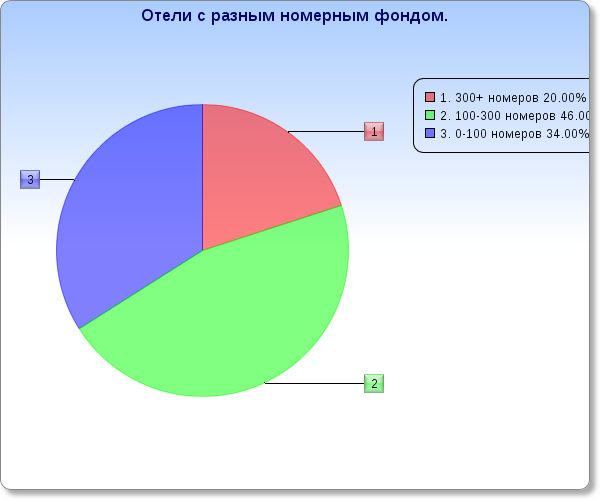 Отели с разным номерным фондом.
1. 300+ номеров 20.00%
2. 100-300 номеров 46.00
3. 0-100 номеров 34.00%
1
3
2